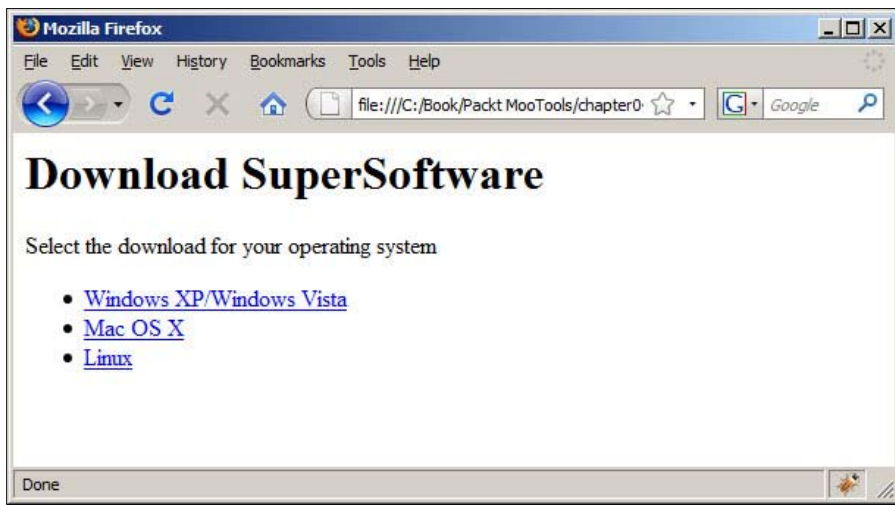 Mozilla Firefox
File Edit View History Bookmarks Tools Help
file:///C:/Book/Packt MooTools/chapter0 G Google
Download SuperSoftware
Select the download for your operating system
Windows XP/Windows Vista
Mac OS X
Linux
Done